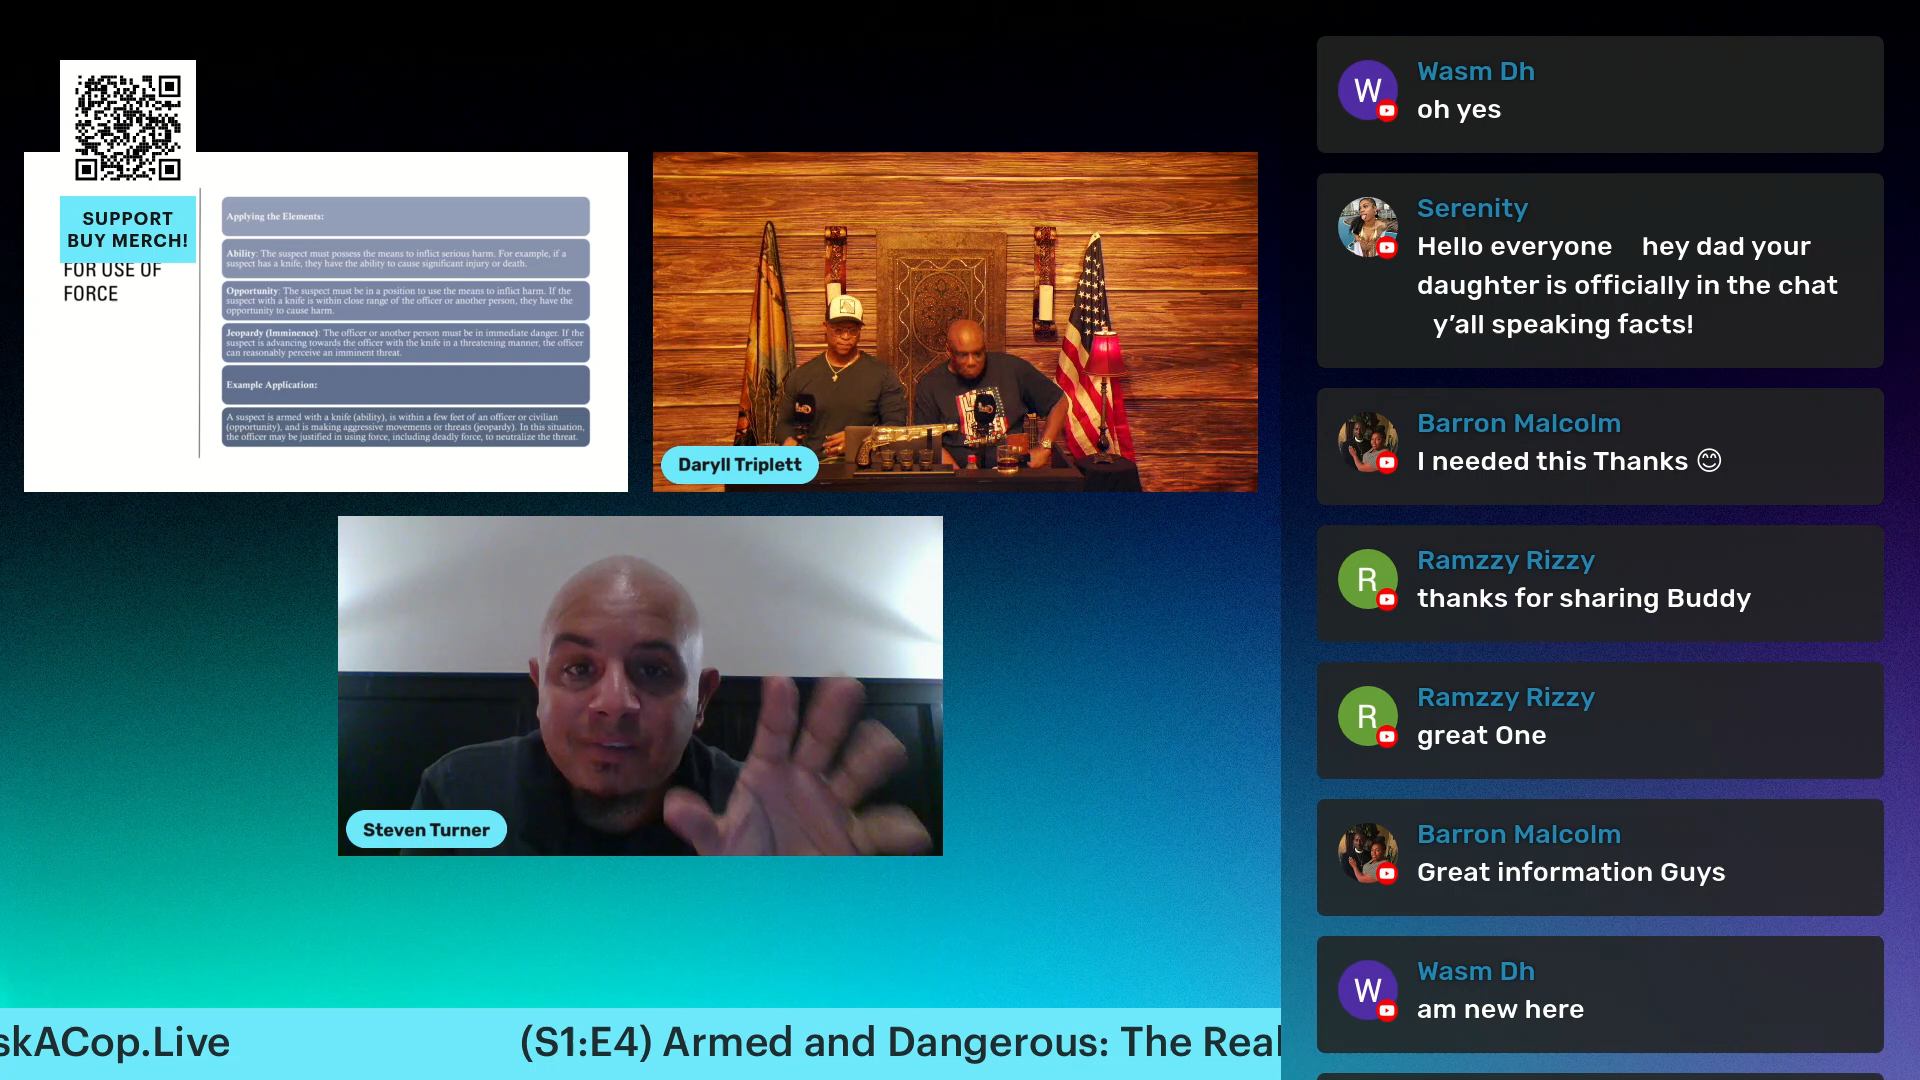 SUPPORT
BUY MERCH!
FOR USE OF
FORCE
Applying the Elements:
Ability: The suspect must possess the means to inflict serious harm. For example, if a
suspect has a knife, they have the ability to cause significant injury or death.
Opportunity: The suspect must be in a position to use the means to inflict harm. If the
suspect with a knife is within close range of the officer or another person, they have the
opportunity to cause harm.
Jeopardy (Imminence): The officer or another person must be in immediate danger. If the
suspect is advancing towards the officer with the knife in a threatening manner, the officer
can reasonably perceive an imminent threat.
Example Application:
A suspect is armed with a knife (ability), is within a few feet of an officer or civilian
(opportunity), and is making aggressive movements or threats (jeopardy). In this situation,
the officer may be justified in using force, including deadly force, to neutralize the threat.
Daryll Triplett
Steven Turner
skACop.Live (S1:E4) Armed and Dangerous: The Real
W
Wasm Dh
oh yes
Serenity
Hello everyone hey dad your
daughter is officially in the chat
y’all speaking facts!
Barron Malcolm
I needed this Thanks 😊
R
Ramzzy Rizzy
thanks for sharing Buddy
R
Ramzzy Rizzy
great One
Barron Malcolm
Great information Guys
W
Wasm Dh
am new here